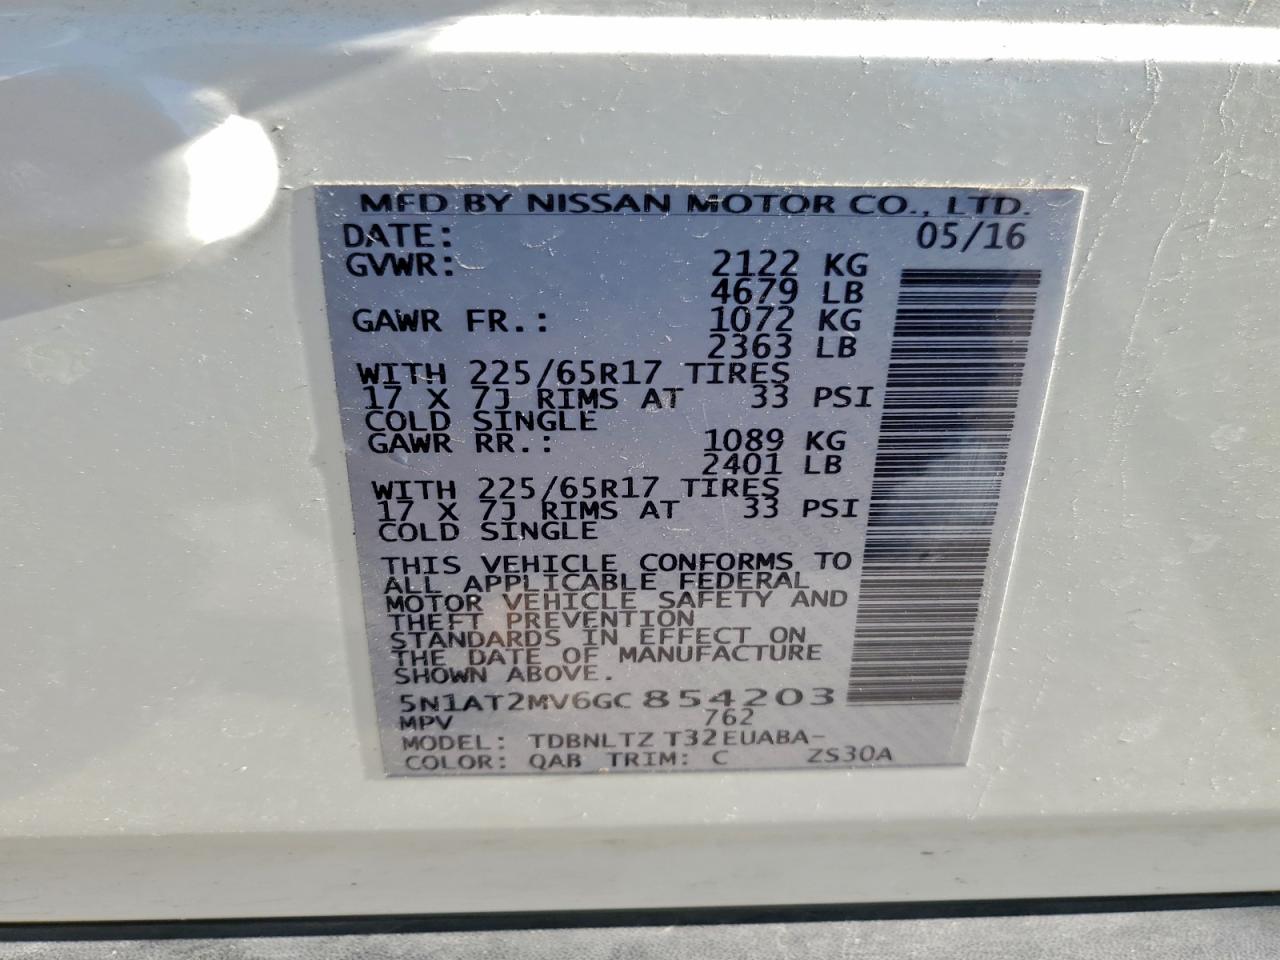 MFD BY NISSAN MOTOR CO., LTD.
DATE: 05/16
GVWR: 2122 KG
4679 LB
GAWR FR.: 1072 KG
2363 LB
WITH 225/65R17 TIRES
17 X 7J RIMS AT 33 PSI
COLD SINGLE
GAWR RR.: 1089 KG
2401 LB
WITH 225/65R17 TIRES
17 X 7J RIMS AT 33 PSI
COLD SINGLE
THIS VEHICLE CONFORMS TO
ALL APPLICABLE FEDERAL
MOTOR VEHICLE SAFETY AND
THEFT PREVENTION
STANDARDS IN EFFECT ON
THE DATE OF MANUFACTURE
SHOWN ABOVE.
5N1AT2MV6GC854203
MPV 762
MODEL: TDBNLTZ T32EUABA-
COLOR: QAB TRIM: C ZS30A